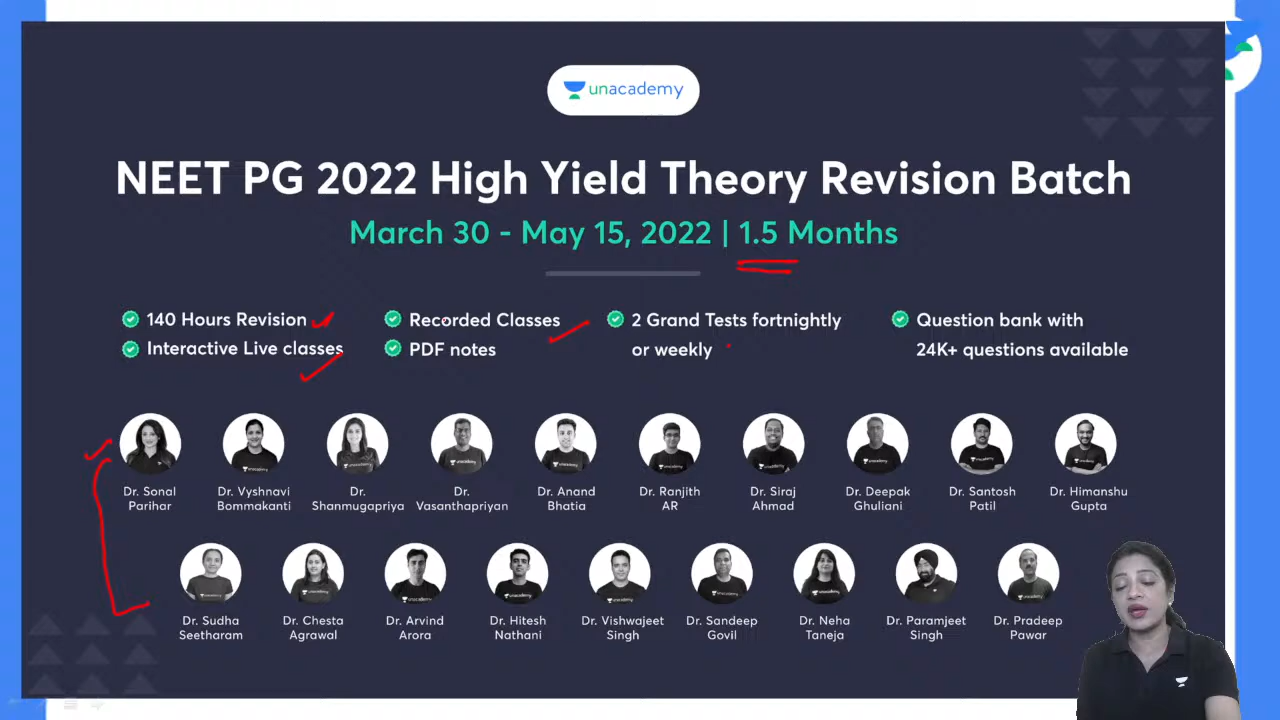 unacademy
NEET PG 2022 High Yield Theory Revision Batch
March 30 - May 15, 2022 | 1.5 Months
140 Hours Revision
Interactive Live classes
Recorded Classes
PDF notes
2 Grand Tests fortnightly
or weekly
Question bank with
24K+ questions available
Dr. Sonal
Parihar
Dr. Vyshnavi
Bommakanti
Dr.
Shanmugapriya
Dr.
Vasanthapriyan
Dr. Anand
Bhatia
Dr. Ranjith
AR
Dr. Siraj
Ahmad
Dr. Deepak
Ghuliani
Dr. Santosh
Patil
Dr. Himanshu
Gupta
Dr. Sudha
Seetharam
Dr. Chesta
Agrawal
Dr. Arvind
Arora
Dr. Hitesh
Nathani
Dr. Vishwajeet
Singh
Dr. Sandeep
Govil
Dr. Neha
Taneja
Dr. Paramjeet
Singh
Dr. Pradeep
Pawar